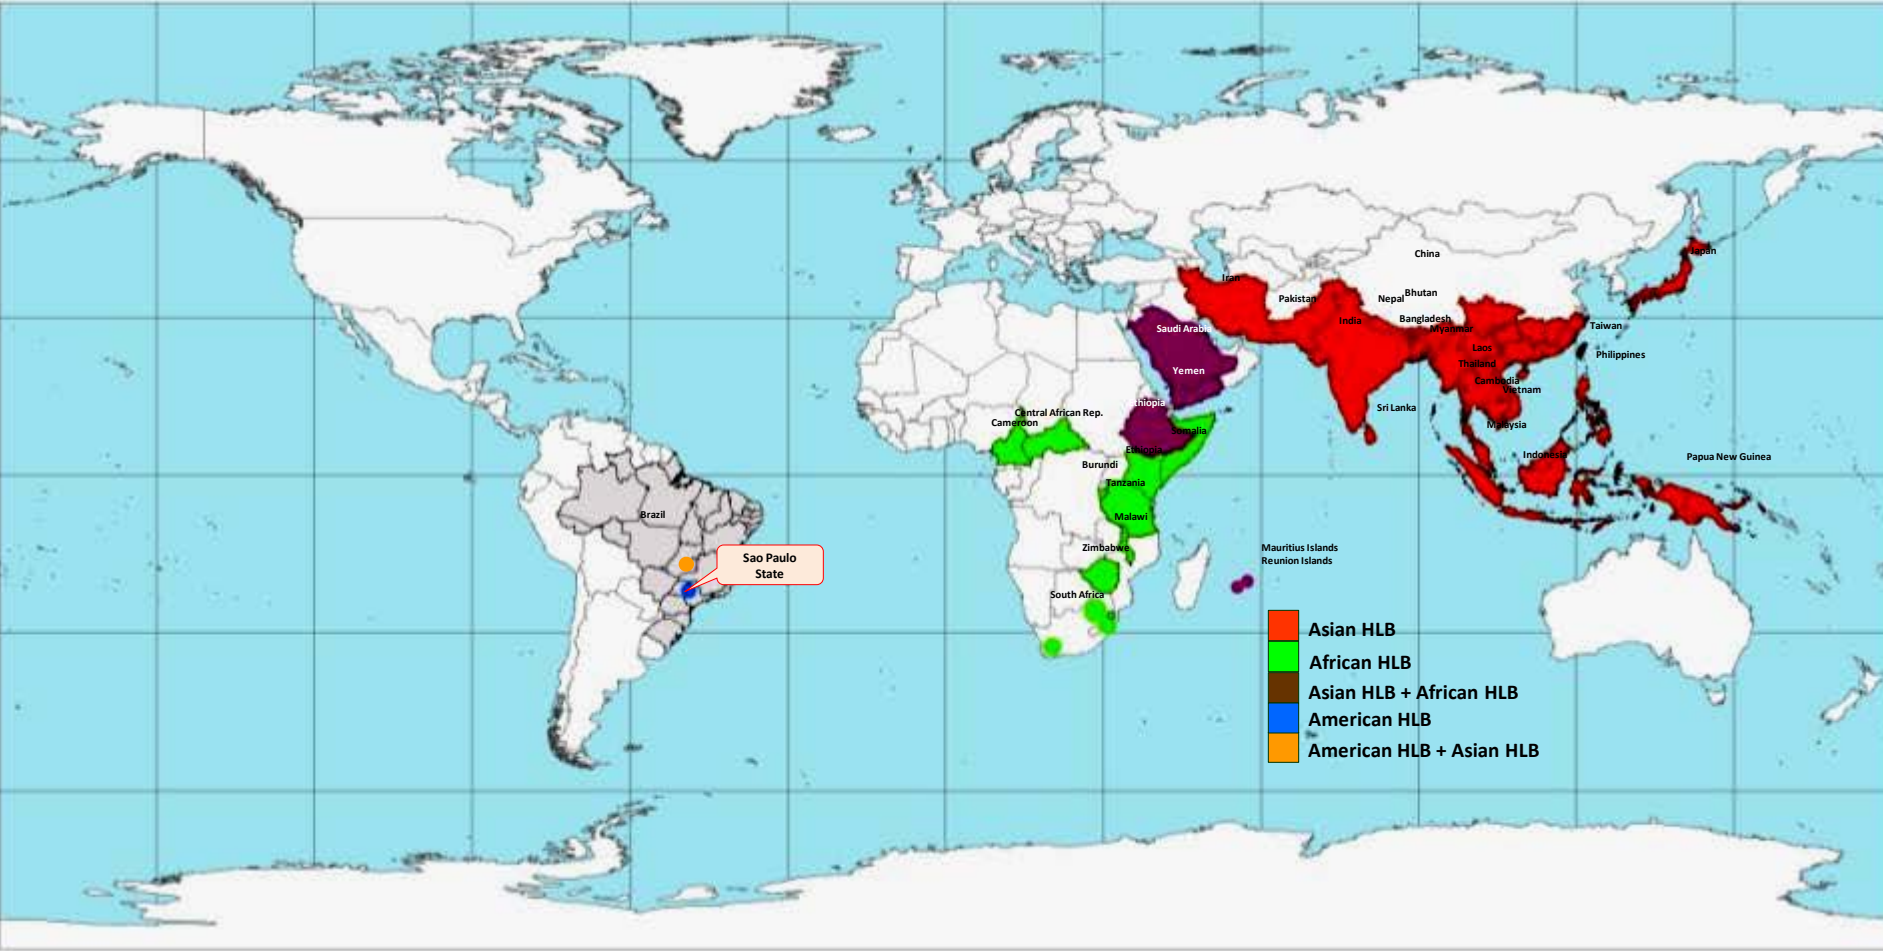 China
Japan
Iran
Pakistan
Nepal
Bhutan
India
Bangladesh
Myanmar
Taiwan
Saudi Arabia
Laos
Philippines
Thailand
Yemen
Cambodia
Vietnam
Sri Lanka
Ethiopia
Central African Rep.
Cameroon
Malaysia
Somalia
Ethiopia
Indonesia
Papua New Guinea
Burundi
Tanzania
Brazil
Malawi
Zimbabwe
Mauritius Islands
Reunion Islands
Sao Paulo
State
South Africa
Asian HLB
African HLB
Asian HLB + African HLB
American HLB
American HLB + Asian HLB